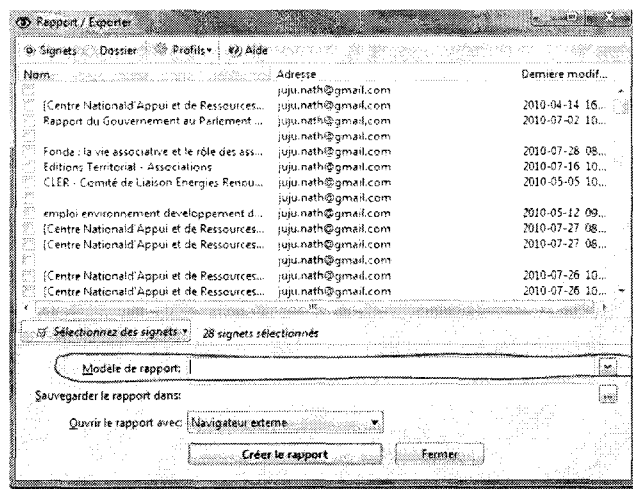 Rapport / Exporter
Signets Dossier Profils Aide
Nom Adresse Dernière modif...
juju.nath@gmail.com
[Centre National d'Appui et de Ressources... juju.nath@gmail.com 2010-04-14 16...
Rapport du Gouvernement au Parlement ... juju.nath@gmail.com 2010-07-02 10...
juju.nath@gmail.com
Fonda : la vie associative et le rôle des ass... juju.nath@gmail.com 2010-07-28 08...
Editions Territorial - Associations juju.nath@gmail.com 2010-07-16 10...
CLER - Comité de Liaison Energies Renou... juju.nath@gmail.com 2010-05-05 10...
juju.nath@gmail.com
emploi environnement developpement d... juju.nath@gmail.com 2010-05-12 09...
[Centre National d'Appui et de Ressources... juju.nath@gmail.com 2010-07-27 08...
[Centre National d'Appui et de Ressources... juju.nath@gmail.com 2010-07-27 08...
juju.nath@gmail.com
[Centre National d'Appui et de Ressources... juju.nath@gmail.com 2010-07-26 10...
[Centre National d'Appui et de Ressources... juju.nath@gmail.com 2010-07-26 10...
Sélectionnez des signets 28 signets sélectionnés
Modèle de rapport:
Sauvegarder le rapport dans: ...
Ouvrir le rapport avec: Navigateur externe
Créer le rapport Fermer